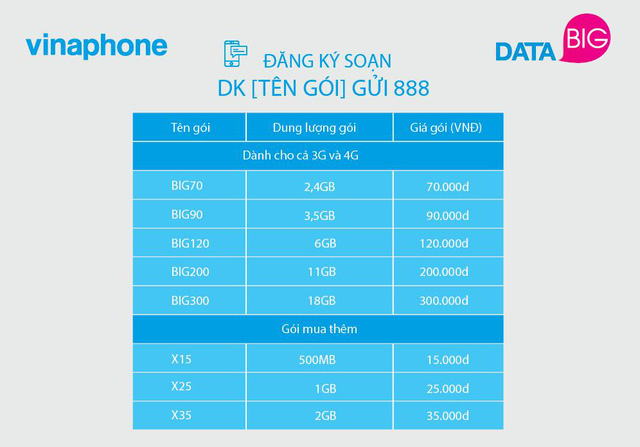 vinaphone
DATA BIG
ĐĂNG KÝ SOẠN
DK [TÊN GÓI] GỬI 888
Tên gói Dung lượng gói Giá gói (VNĐ)
Dành cho cả 3G và 4G
BIG70 2,4GB 70.000đ
BIG90 3,5GB 90.000đ
BIG120 6GB 120.000đ
BIG200 11GB 200.000đ
BIG300 18GB 300.000đ
Gói mua thêm
X15 500MB 15.000đ
X25 1GB 25.000đ
X35 2GB 35.000đ